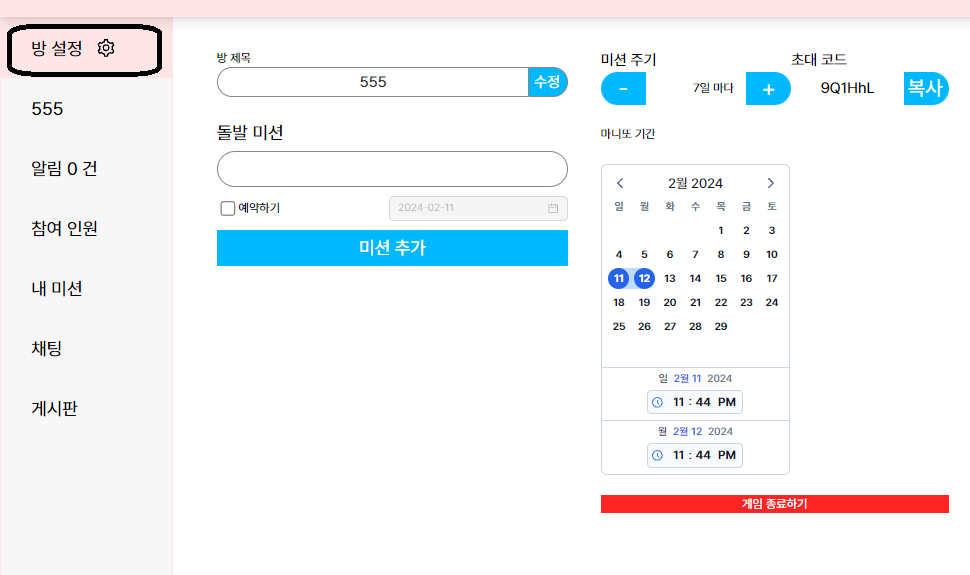 방 설정
555
알림 0 건
참여 인원
내 미션
채팅
게시판
방 제목
555
수정
돌발 미션
예약하기
2024-02-11
미션 추가
미션 주기
-
7일 마다
+
초대 코드
9Q1HhL
복사
마니또 기간
2월 2024
일 월 화 수 목 금 토
1 2 3
4 5 6 7 8 9 10
11 12 13 14 15 16 17
18 19 20 21 22 23 24
25 26 27 28 29
일 2월 11 2024
11 : 44 PM
월 2월 12 2024
11 : 44 PM
게임 종료하기